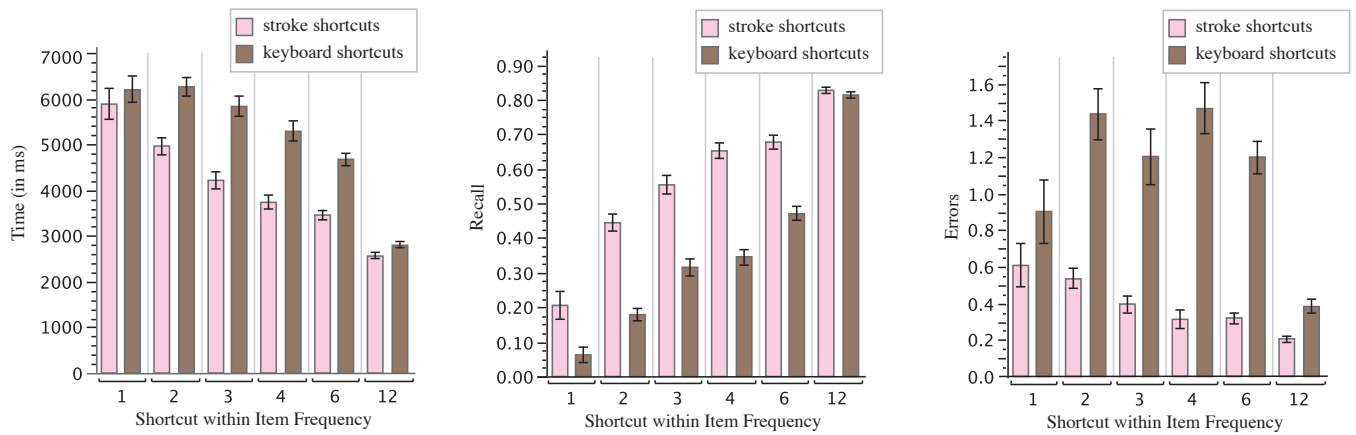 stroke shortcuts
keyboard shortcuts
7000
6000
5000
4000
3000
2000
1000
0
Time (in ms)
1 2 3 4 6 12
Shortcut within Item Frequency
stroke shortcuts
keyboard shortcuts
0.90
0.80
0.70
0.60
0.50
0.40
0.30
0.20
0.10
0.00
Recall
1 2 3 4 6 12
Shortcut within Item Frequency
stroke shortcuts
keyboard shortcuts
1.6
1.4
1.2
1.0
0.8
0.6
0.4
0.2
0.0
Errors
1 2 3 4 6 12
Shortcut within Item Frequency